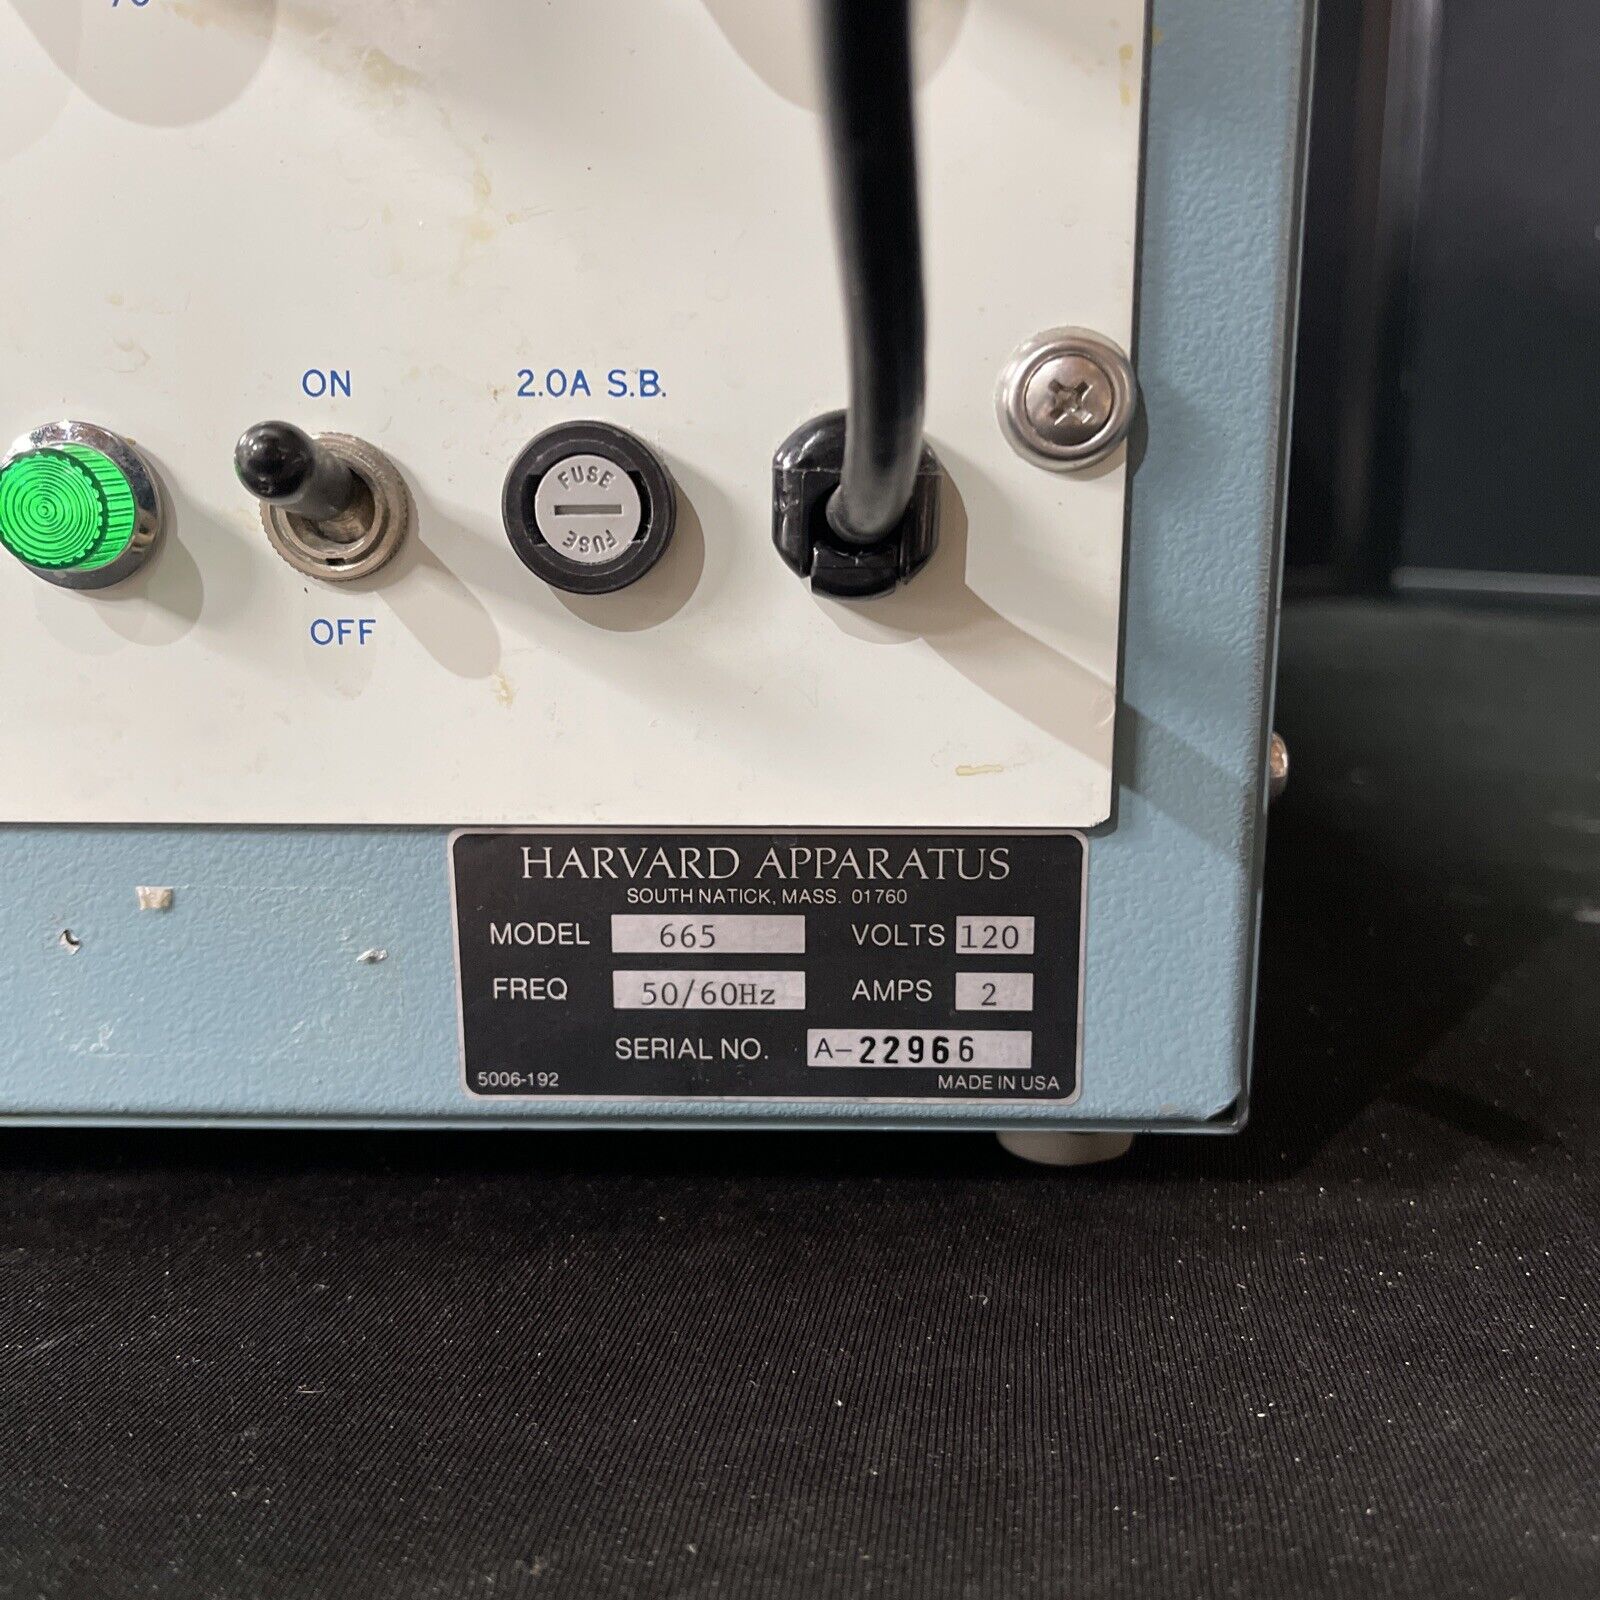 ON
2.0A S.B.
FUSE
FUSE
OFF
HARVARD APPARATUS
SOUTH NATICK, MASS. 01760
MODEL 665 VOLTS 120
FREQ 50/60Hz AMPS 2
SERIAL NO. A-22966
5006-192 MADE IN USA